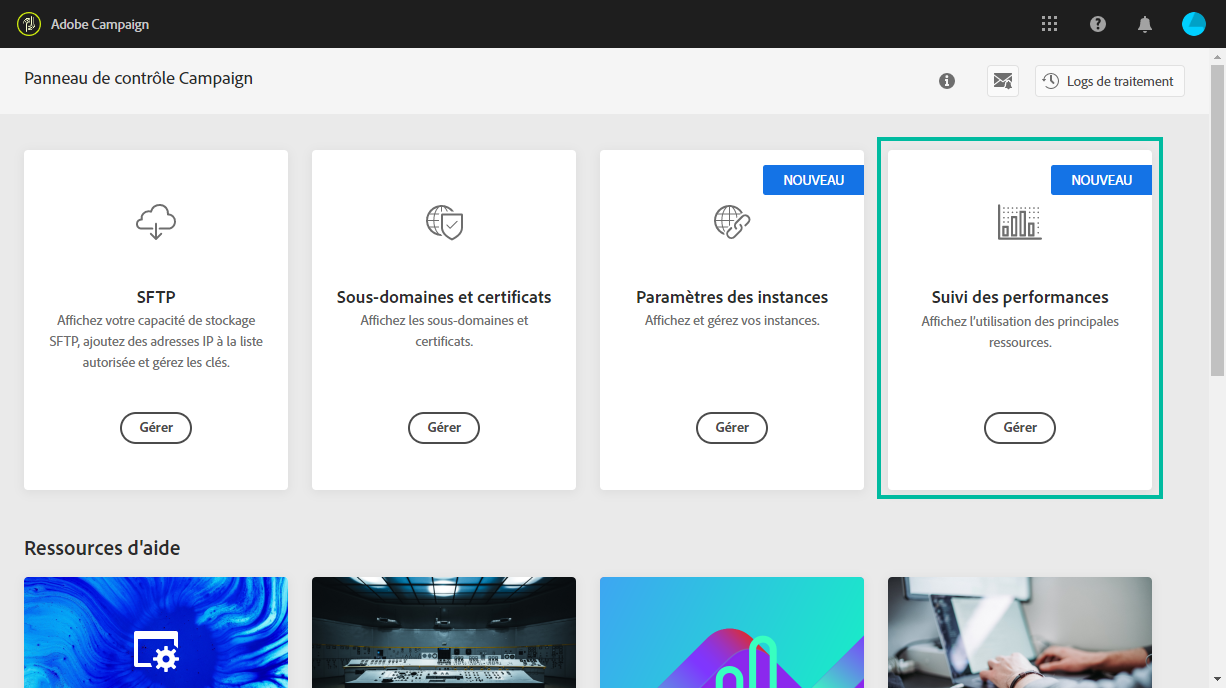 Adobe Campaign
Panneau de contrôle Campaign
Logs de traitement
SFTP
Affichez votre capacité de stockage
SFTP, ajoutez des adresses IP à la liste
autorisée et gérez les clés.
Gérer
Sous-domaines et certificats
Affichez les sous-domaines et
certificats.
Gérer
NOUVEAU
Paramètres des instances
Affichez et gérez vos instances.
Gérer
NOUVEAU
Suivi des performances
Affichez l'utilisation des principales
ressources.
Gérer
Ressources d'aide